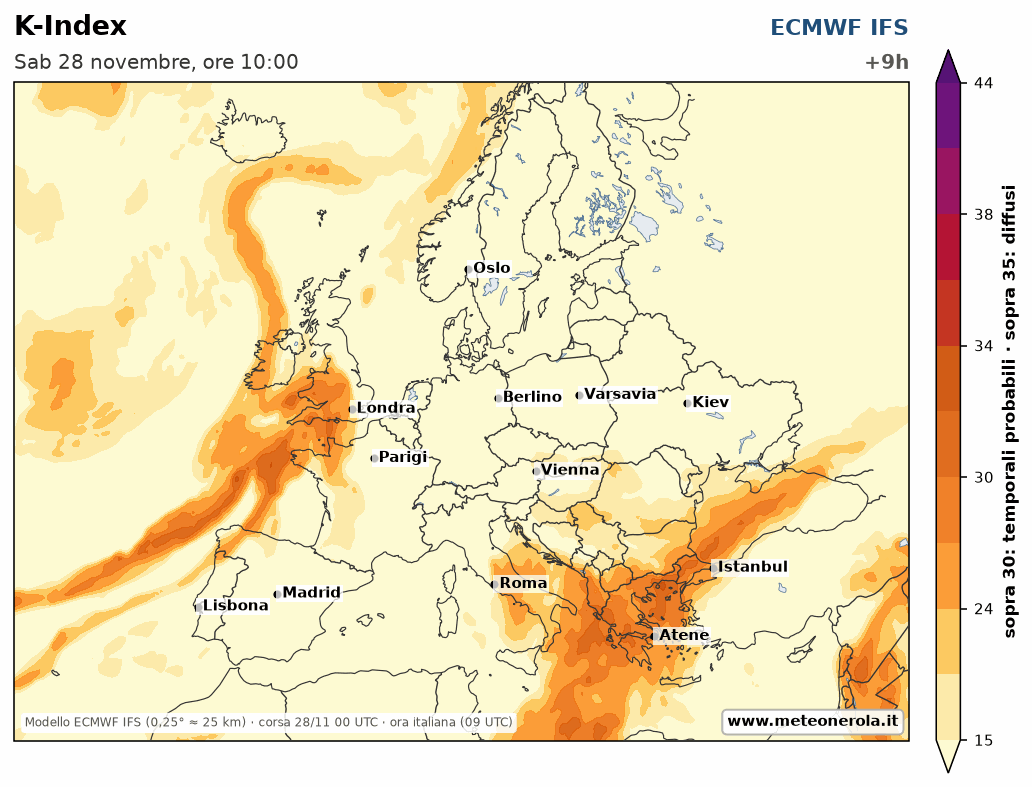 K-Index
ECMWF IFS
Sab 28 novembre, ore 10:00
+9h
44
38
34
30
24
15
sopra 30: temporali probabili · sopra 35: diffusi
Oslo
Berlino
Varsavia
Kiev
Londra
Parigi
Vienna
Istanbul
Roma
Madrid
Lisbona
Atene
Modello ECMWF IFS (0,25° ≈ 25 km) · corsa 28/11 00 UTC · ora italiana (09 UTC)
www.meteonerola.it